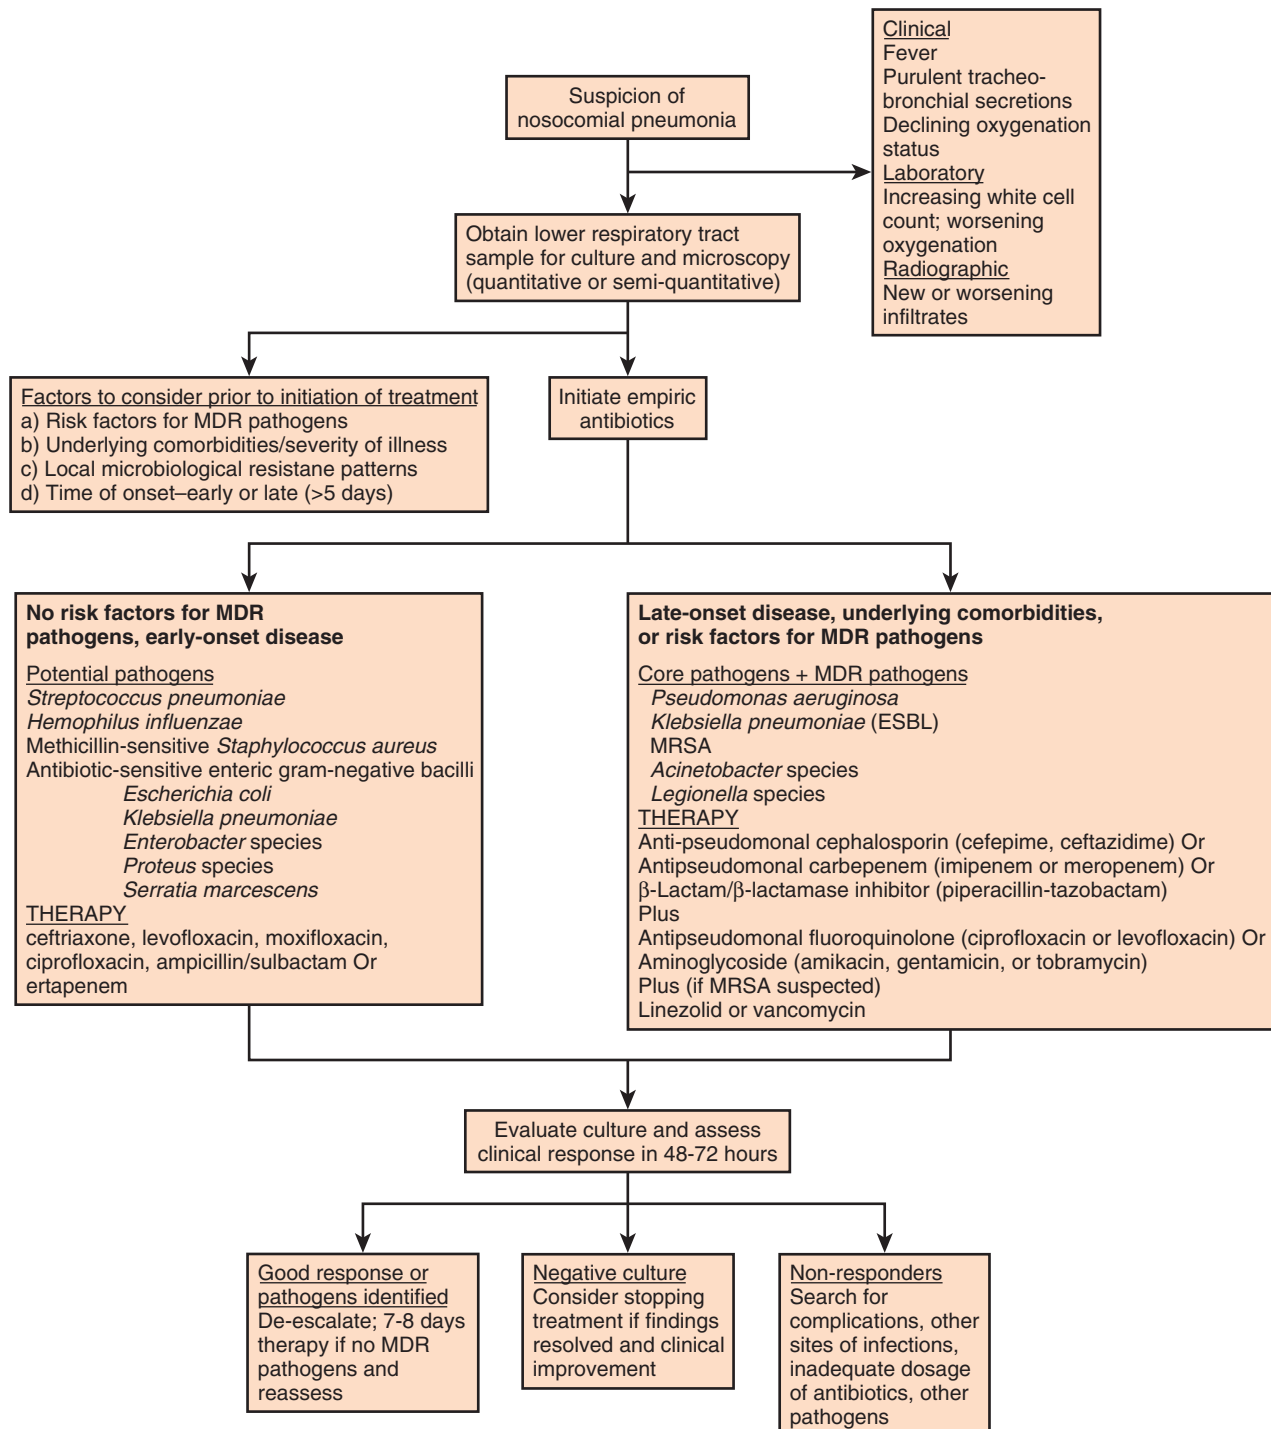 Suspicion of
nosocomial pneumonia
Clinical
Fever
Purulent tracheo-
bronchial secretions
Declining oxygenation
status
Laboratory
Increasing white cell
count; worsening
oxygenation
Radiographic
New or worsening
infiltrates
Obtain lower respiratory tract
sample for culture and microscopy
(quantitative or semi-quantitative)
Factors to consider prior to initiation of treatment
a) Risk factors for MDR pathogens
b) Underlying comorbidities/severity of illness
c) Local microbiological resistane patterns
d) Time of onset–early or late (>5 days)
Initiate empiric
antibiotics
No risk factors for MDR
pathogens, early-onset disease
Potential pathogens
Streptococcus pneumoniae
Hemophilus influenzae
Methicillin-sensitive Staphylococcus aureus
Antibiotic-sensitive enteric gram-negative bacilli
Escherichia coli
Klebsiella pneumoniae
Enterobacter species
Proteus species
Serratia marcescens
THERAPY
ceftriaxone, levofloxacin, moxifloxacin,
ciprofloxacin, ampicillin/sulbactam Or
ertapenem
Late-onset disease, underlying comorbidities,
or risk factors for MDR pathogens
Core pathogens + MDR pathogens
Pseudomonas aeruginosa
Klebsiella pneumoniae (ESBL)
MRSA
Acinetobacter species
Legionella species
THERAPY
Anti-pseudomonal cephalosporin (cefepime, ceftazidime) Or
Antipseudomonal carbepenem (imipenem or meropenem) Or
β-Lactam/β-lactamase inhibitor (piperacillin-tazobactam)
Plus
Antipseudomonal fluoroquinolone (ciprofloxacin or levofloxacin) Or
Aminoglycoside (amikacin, gentamicin, or tobramycin)
Plus (if MRSA suspected)
Linezolid or vancomycin
Evaluate culture and assess
clinical response in 48-72 hours
Good response or
pathogens identified
De-escalate; 7-8 days
therapy if no MDR
pathogens and
reassess
Negative culture
Consider stopping
treatment if findings
resolved and clinical
improvement
Non-responders
Search for
complications, other
sites of infections,
inadequate dosage
of antibiotics, other
pathogens